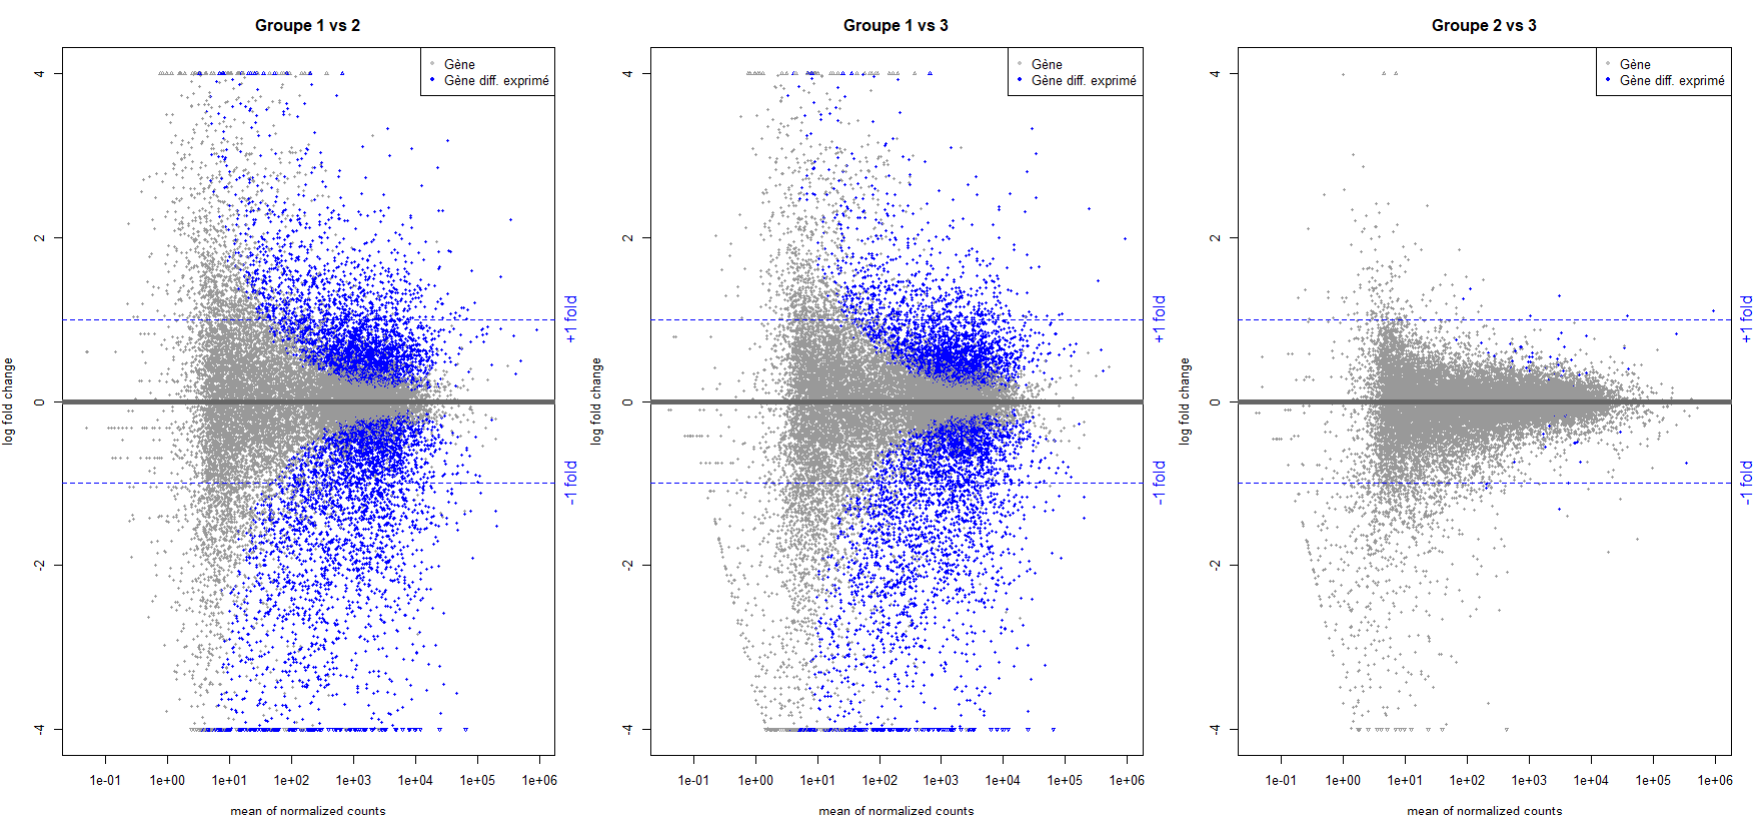 Groupe 1 vs 2
Gène
Gène diff. exprimé
4
2
0
-2
-4
log fold change
+1 fold
-1 fold
1e-01 1e+00 1e+01 1e+02 1e+03 1e+04 1e+05 1e+06
mean of normalized counts
Groupe 1 vs 3
Gène
Gène diff. exprimé
4
2
0
-2
-4
log fold change
+1 fold
-1 fold
1e-01 1e+00 1e+01 1e+02 1e+03 1e+04 1e+05 1e+06
mean of normalized counts
Groupe 2 vs 3
Gène
Gène diff. exprimé
4
2
0
-2
-4
log fold change
+1 fold
-1 fold
1e-01 1e+00 1e+01 1e+02 1e+03 1e+04 1e+05 1e+06
mean of normalized counts